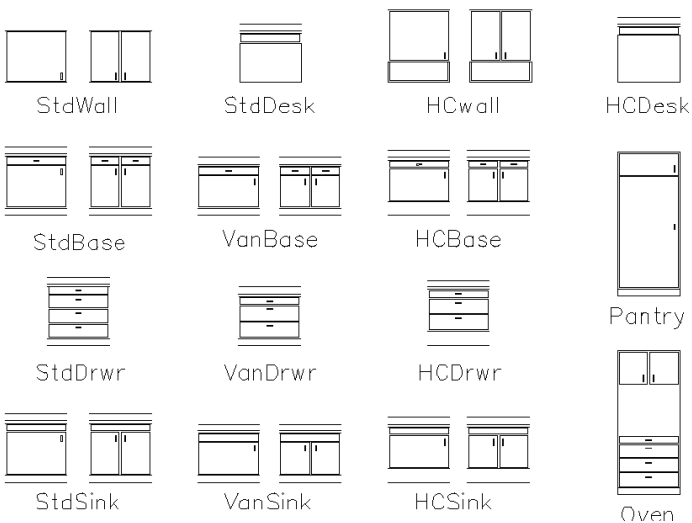 StdWall
StdDesk
HCwall
HCDesk
StdBase
VanBase
HCBase
Pantry
StdDrwr
VanDrwr
HCDrwr
StdSink
VanSink
HCSink
Oven